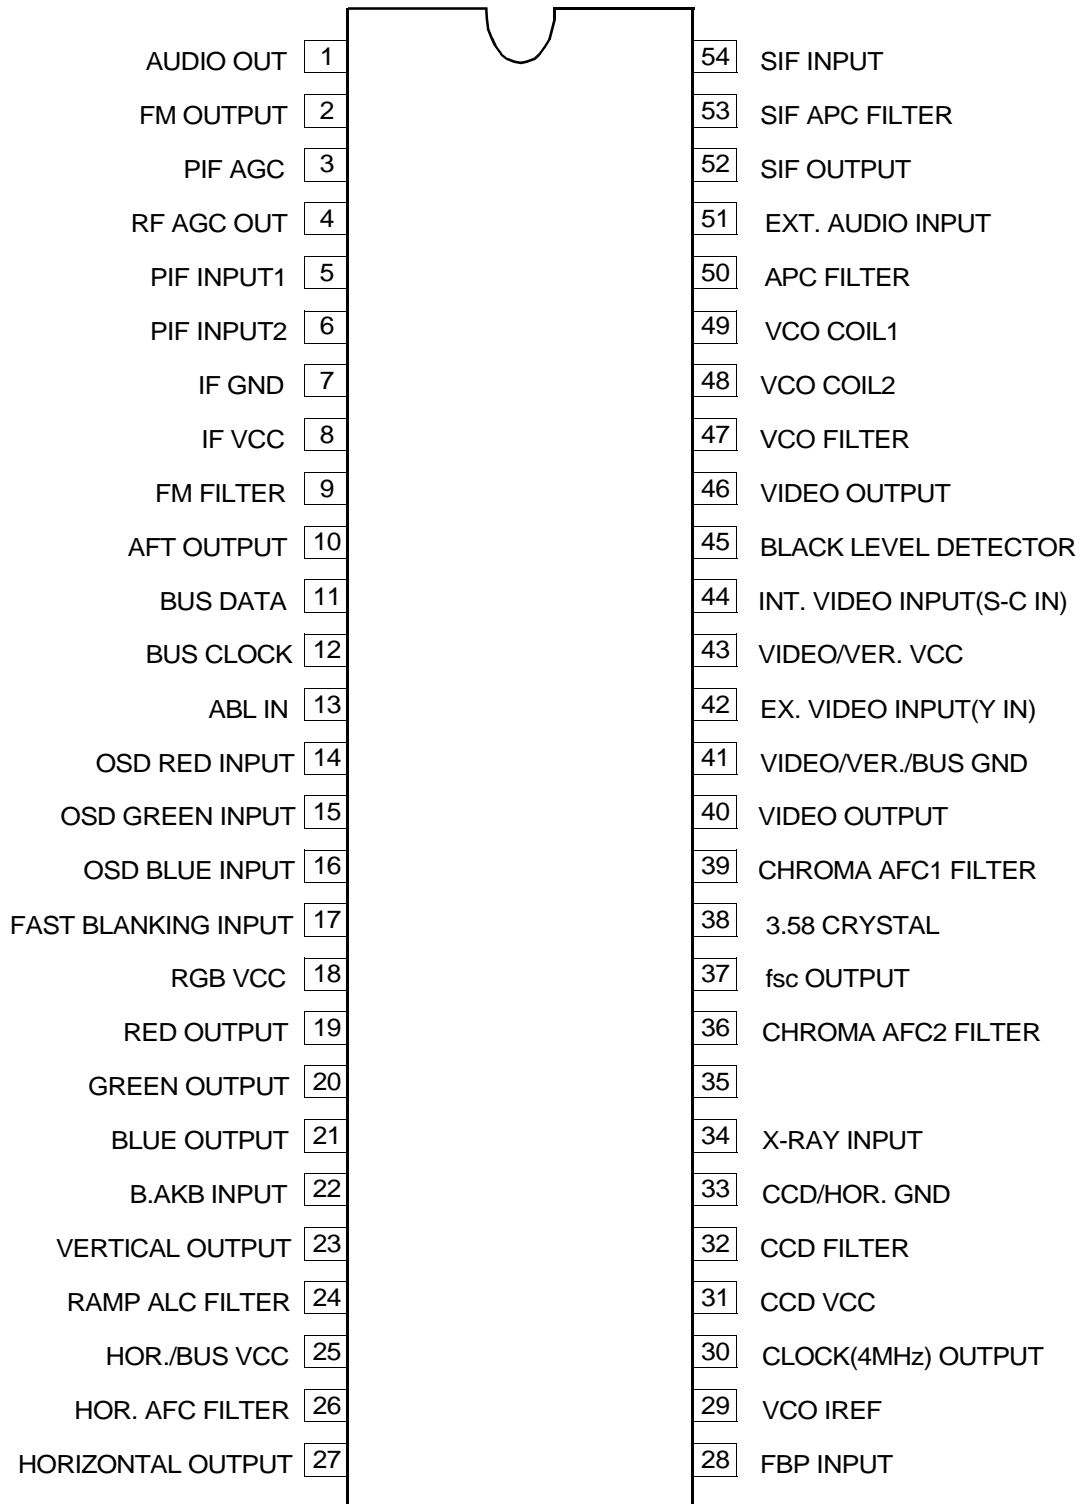 AUDIO OUT 1 54 SIF INPUT
FM OUTPUT 2 53 SIF APC FILTER
PIF AGC 3 52 SIF OUTPUT
RF AGC OUT 4 51 EXT. AUDIO INPUT
PIF INPUT1 5 50 APC FILTER
PIF INPUT2 6 49 VCO COIL1
IF GND 7 48 VCO COIL2
IF VCC 8 47 VCO FILTER
FM FILTER 9 46 VIDEO OUTPUT
AFT OUTPUT 10 45 BLACK LEVEL DETECTOR
BUS DATA 11 44 INT. VIDEO INPUT(S-C IN)
BUS CLOCK 12 43 VIDEO/VER. VCC
ABL IN 13 42 EX. VIDEO INPUT(Y IN)
OSD RED INPUT 14 41 VIDEO/VER./BUS GND
OSD GREEN INPUT 15 40 VIDEO OUTPUT
OSD BLUE INPUT 16 39 CHROMA AFC1 FILTER
FAST BLANKING INPUT 17 38 3.58 CRYSTAL
RGB VCC 18 37 fsc OUTPUT
RED OUTPUT 19 36 CHROMA AFC2 FILTER
GREEN OUTPUT 20 35
BLUE OUTPUT 21 34 X-RAY INPUT
B.AKB INPUT 22 33 CCD/HOR. GND
VERTICAL OUTPUT 23 32 CCD FILTER
RAMP ALC FILTER 24 31 CCD VCC
HOR./BUS VCC 25 30 CLOCK(4MHz) OUTPUT
HOR. AFC FILTER 26 29 VCO IREF
HORIZONTAL OUTPUT 27 28 FBP INPUT